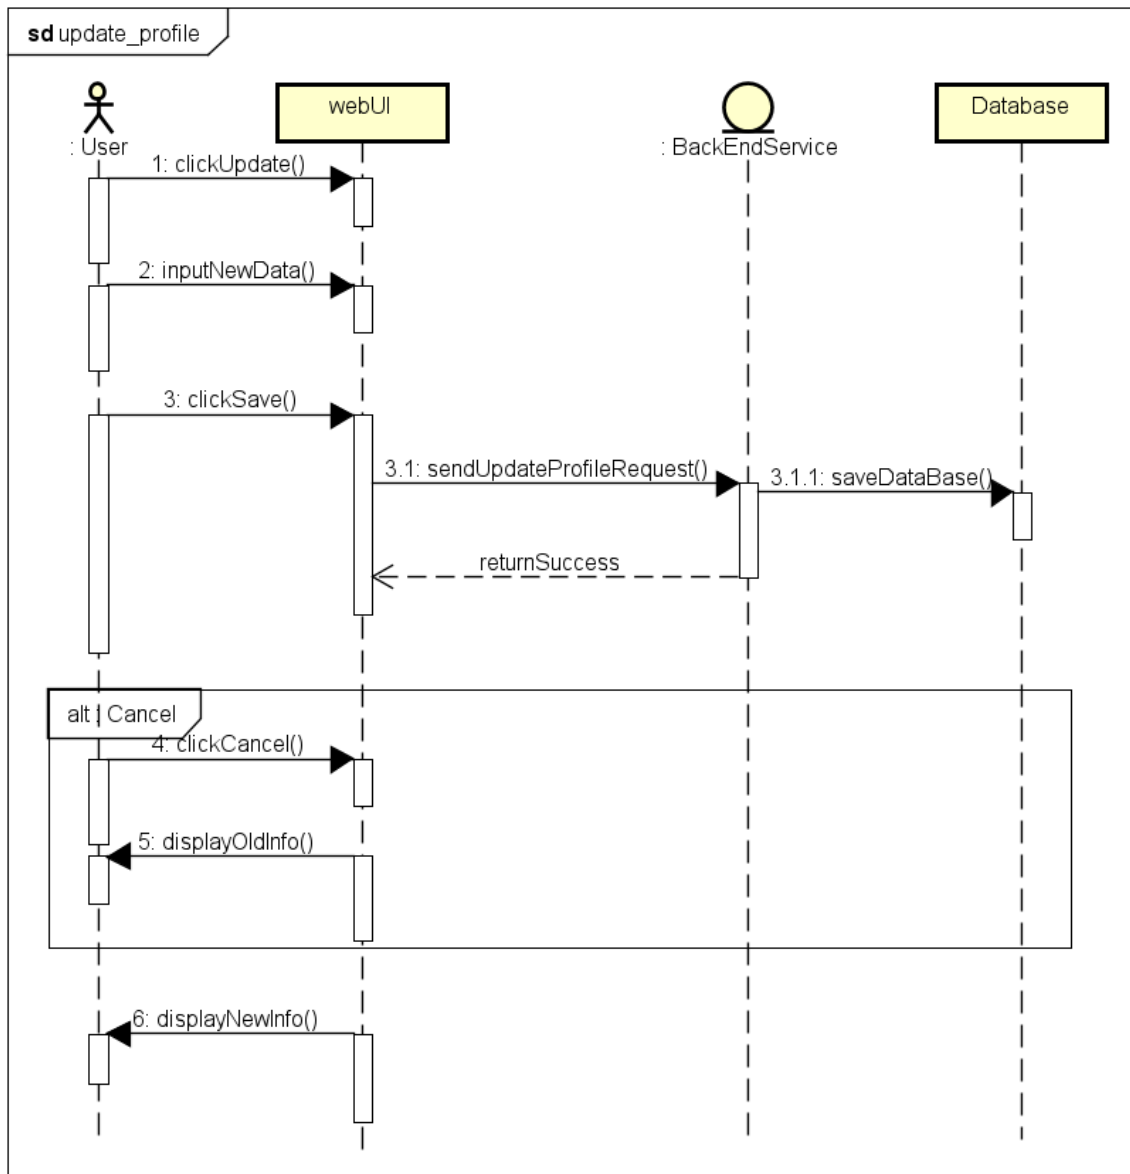 sd update_profile
webUI
Database
: User
: BackEndService
1: clickUpdate()
2: inputNewData()
3: clickSave()
3.1: sendUpdateProfileRequest()
3.1.1: saveDataBase()
returnSuccess
alt : Cancel
4: clickCancel()
5: displayOldInfo()
6: displayNewInfo()